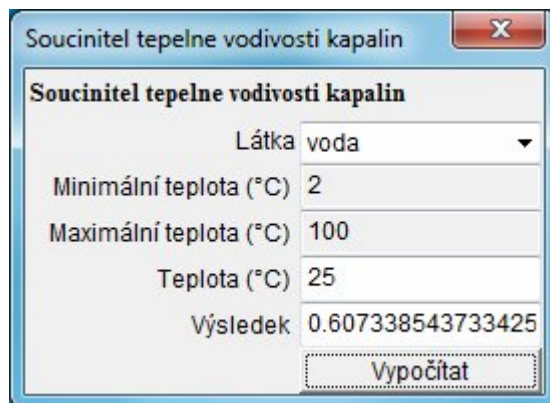 Soucinitel tepelne vodivosti kapalin
Soucinitel tepelne vodivosti kapalin
Látka voda
Minimální teplota (°C) 2
Maximální teplota (°C) 100
Teplota (°C) 25
Výsledek 0.607338543733425
Vypočítat